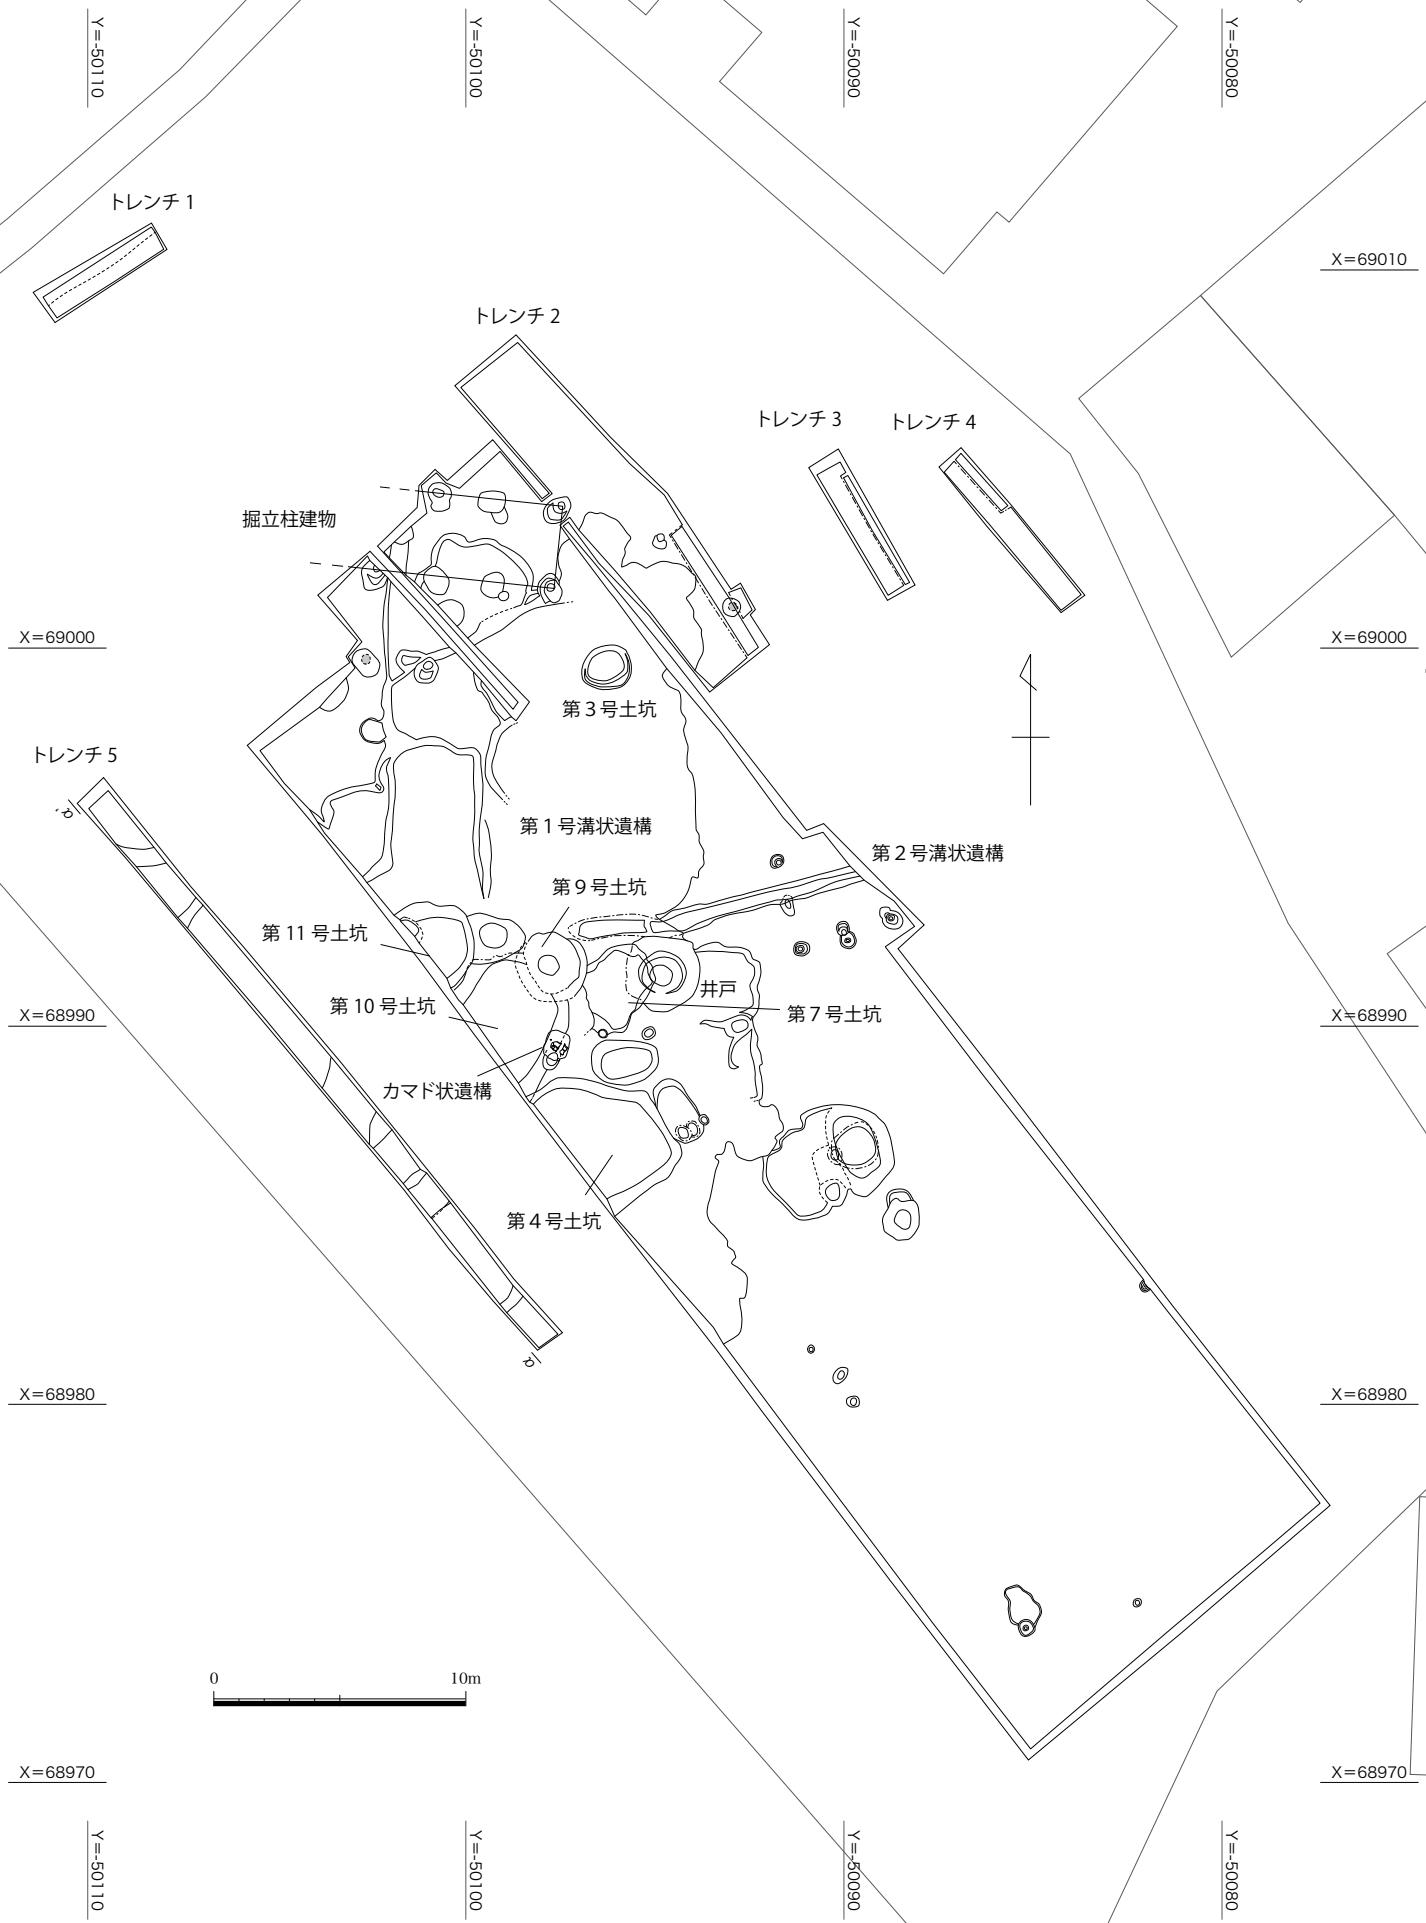 Y=-50110
Y=-50100
Y=-50090
Y=-50080
トレンチ 1
X=69010
トレンチ 2
トレンチ 3
トレンチ 4
掘立柱建物
X=69000
X=69000
第３号土坑
トレンチ 5
a'
第１号溝状遺構
第２号溝状遺構
第９号土坑
第 11 号土坑
井戸
第 10 号土坑
第７号土坑
X=68990
X=68990
カマド状遺構
第４号土坑
a
X=68980
X=68980
0
10m
X=68970
X=68970
Y=-50110
Y=-50100
Y=-50090
Y=-50080